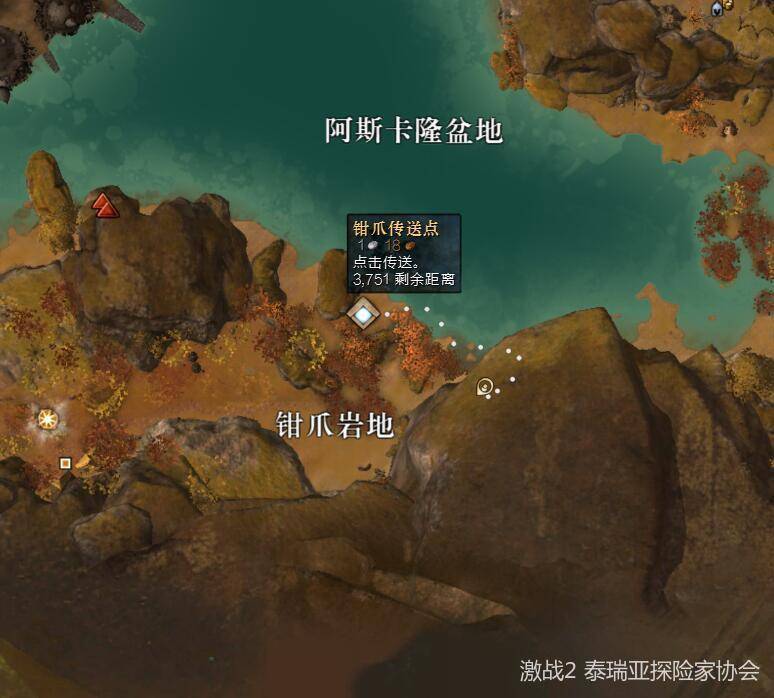 阿斯卡隆盆地
钳爪传送点
1 18
点击传送。
3,751 剩余距离
钳爪岩地
激战2 泰瑞亚探险家协会